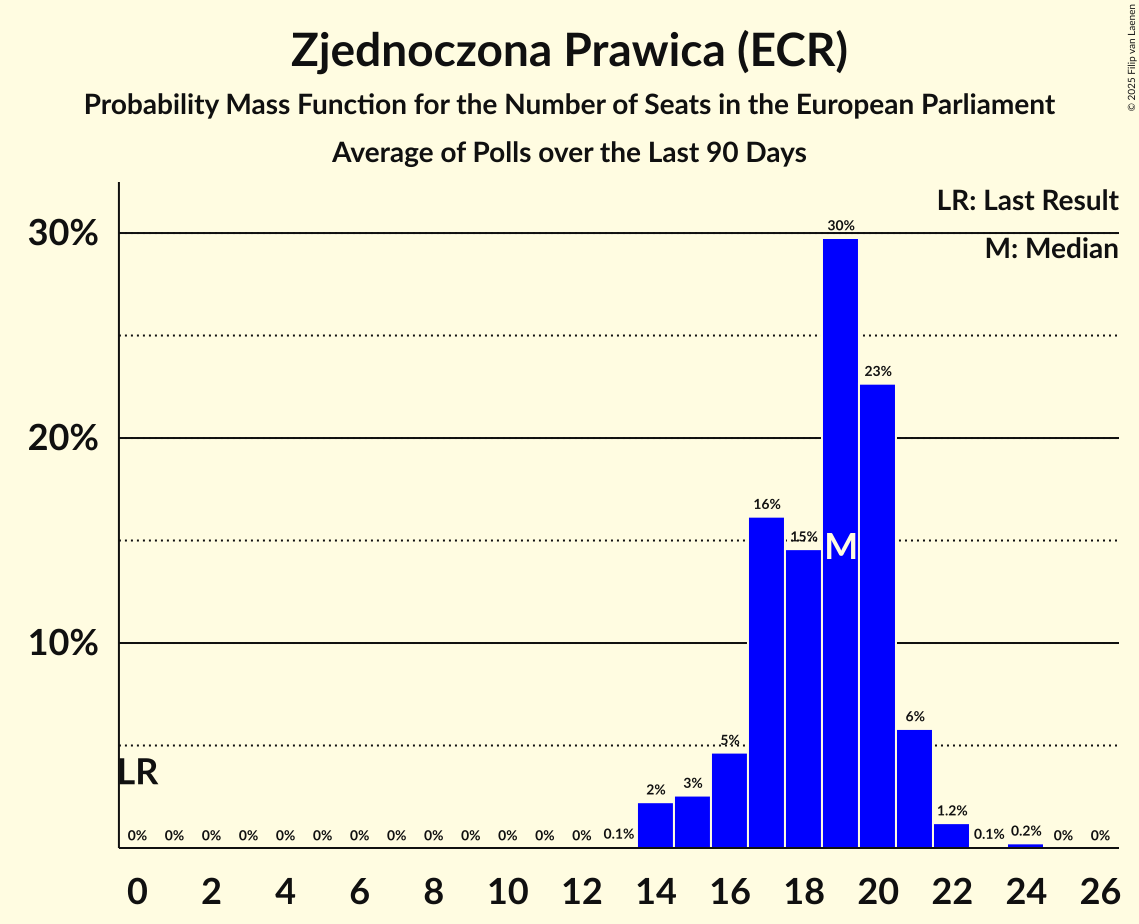 Zjednoczona Prawica (ECR)
Probability Mass Function for the Number of Seats in the European Parliament
Average of Polls over the Last 90 Days
© 2025 Filip van Laenen
LR: Last Result
M: Median
30%
20%
10%
30%
23%
16%
15%
M
6%
5%
LR
2%
3%
1.2%
0% 0% 0% 0% 0% 0% 0% 0% 0% 0% 0% 0% 0% 0.1% 0.1% 0.2% 0% 0%
0 2 4 6 8 10 12 14 16 18 20 22 24 26